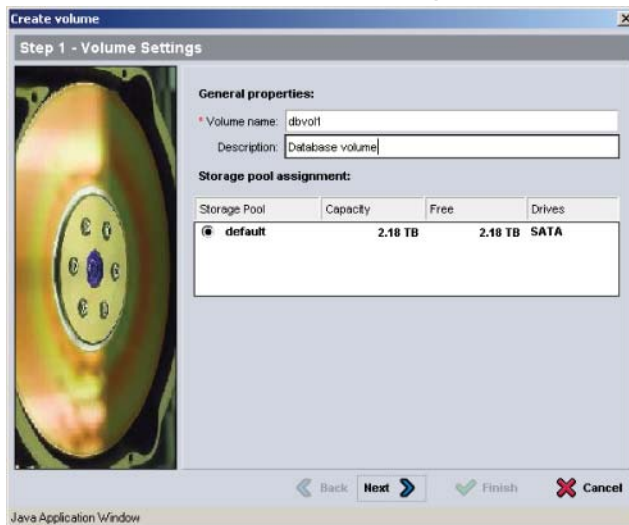 Create volume
Step 1 - Volume Settings
General properties:
* Volume name: dbvol1
Description: Database volume
Storage pool assignment:
Storage Pool Capacity Free Drives
default 2.18 TB 2.18 TB SATA
Back Next Finish Cancel
Java Application Window